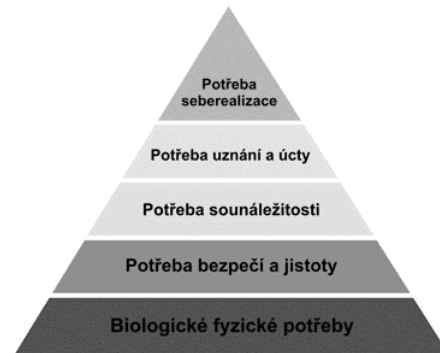 Potřeba
seberealizace
Potřeba uznání a úcty
Potřeba sounáležitosti
Potřeba bezpečí a jistoty
Biologické fyzické potřeby